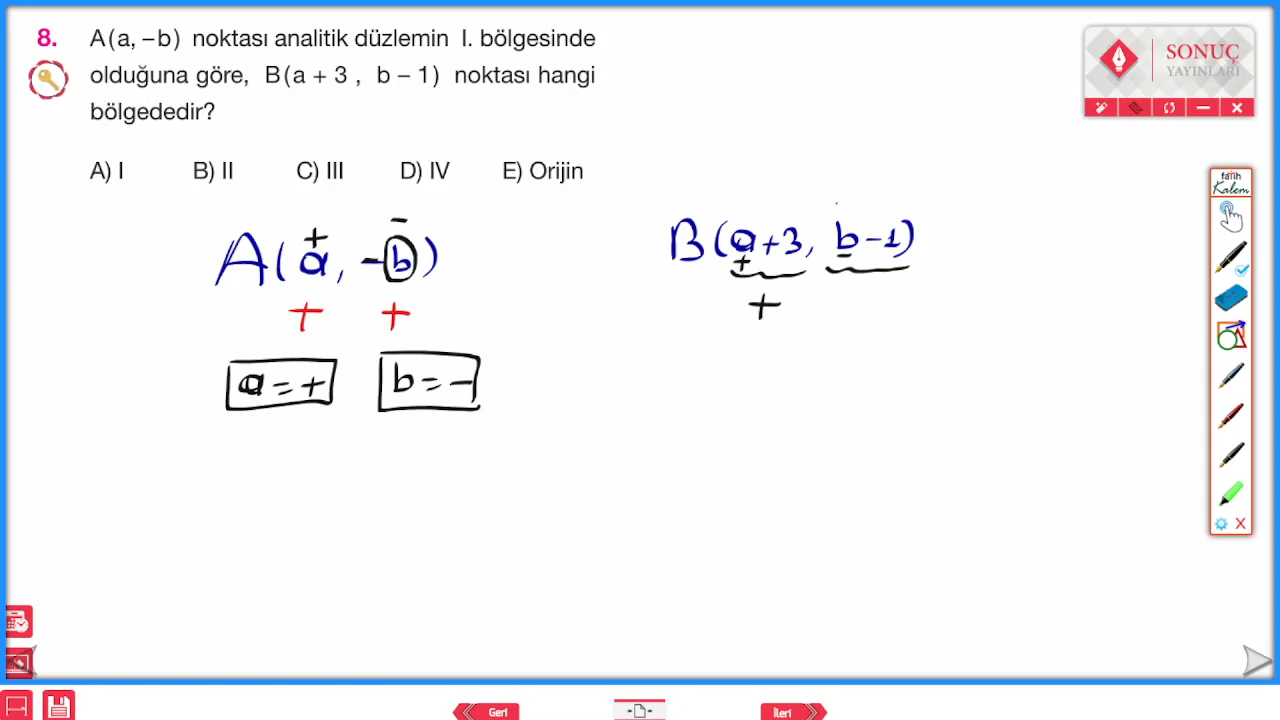 8. A(a, –b) noktası analitik düzlemin I. bölgesinde
olduğuna göre, B(a + 3 , b – 1) noktası hangi
bölgededir?
A) I B) II C) III D) IV E) Orijin
SONUÇ
YAYINLARI
fatih
Kalem
+ –
A(a, -b)
+ +
a = + b = -
B(a+3, b-1)
+ -
+
Geri
İleri